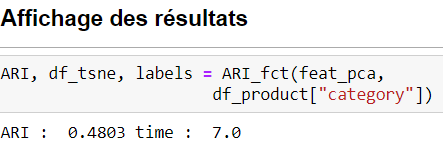 Affichage des résultats
ARI, df_tsne, labels = ARI_fct(feat_pca,
df_product["category"])
ARI :  0.4803 time :  7.0